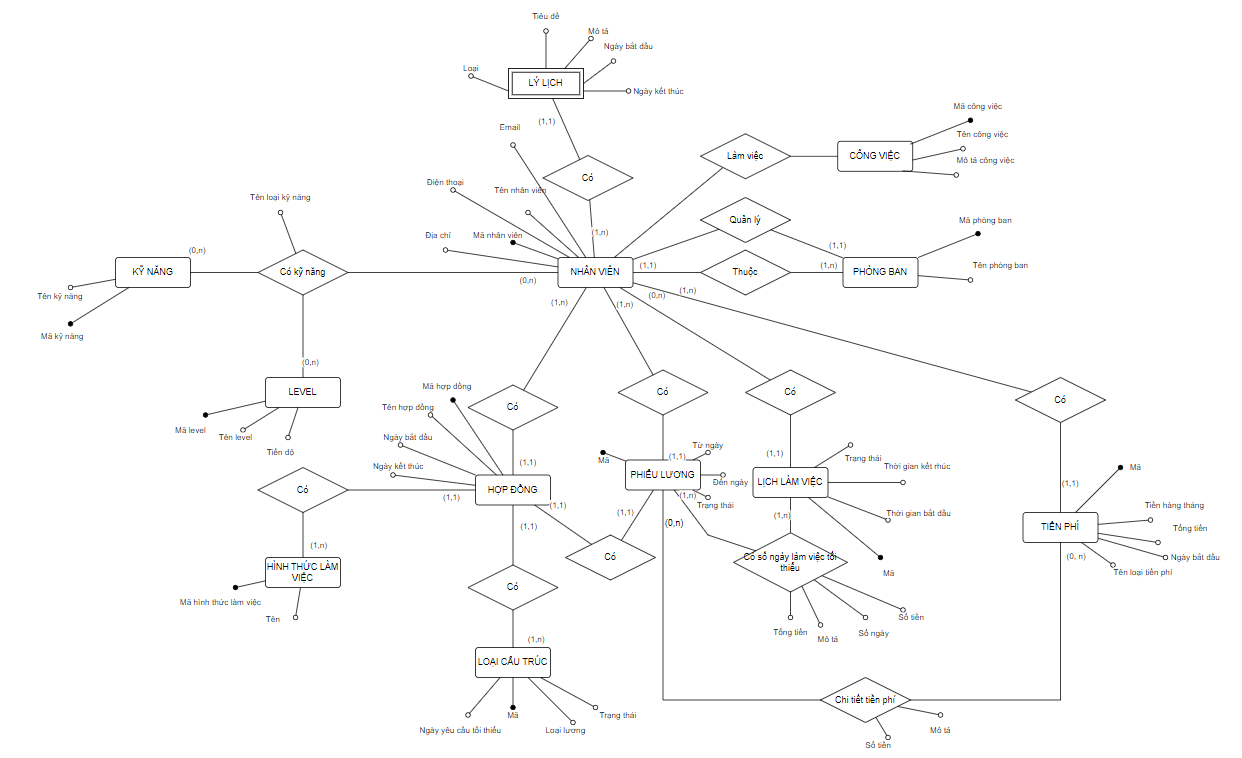 Tiêu đề
Mô tả
Ngày bắt đầu
Loại
LÝ LỊCH
Ngày kết thúc
(1,1)
Mã công việc
Email
Tên công việc
Làm việc
CÔNG VIỆC
Mô tả công việc
Có
Điện thoại
Tên nhân viên
Tên loại kỹ năng
Quản lý
Mã phòng ban
Địa chỉ
Mã nhân viên
(1,n)
(1,1)
(0,n)
KỸ NĂNG
Có kỹ năng
NHÂN VIÊN
(1,1)
Thuộc
(1,n)
PHÒNG BAN
Tên phòng ban
(0,n)
Tên kỹ năng
(1,n)
(1,n)
(0,n)
(1,n)
Mã kỹ năng
(0,n)
LEVEL
Mã hợp đồng
Có
Có
Có
Tên hợp đồng
Có
Mã level
Tên level
Ngày bắt đầu
Tiến độ
Từ ngày
Ngày kết thúc
(1,1)
Mã
(1,1)
(1,1)
Trạng thái
Thời gian kết rhúc
Mã
PHIẾU LƯƠNG
Đến ngày
LỊCH LÀM VIỆC
(1,1)
Có
(1,1)
HỢP ĐỒNG
(1,1)
(1,n)
Trạng thái
Thời gian bắt đầu
Tiền hàng tháng
(1,1)
(1,1)
(0,n)
(1,n)
TIỀN PHÍ
Tổng tiền
(1,n)
Có
Có số ngày làm việc tối
thiểu
(0, n)
Ngày bắt dầu
Tên loại tiền phí
HÌNH THỨC LÀM
VIỆC
Mã
Có
Mã hình thức làm việc
Tên
Số tiền
Tổng tiền
Mô tả
Số ngày
(1,n)
LOẠI CẤU TRÚC
Chi tiết tiền phí
Ngày yêu cầu tối thiểu
Mã
Loại lương
Trạng thái
Số tiền
Mô tả